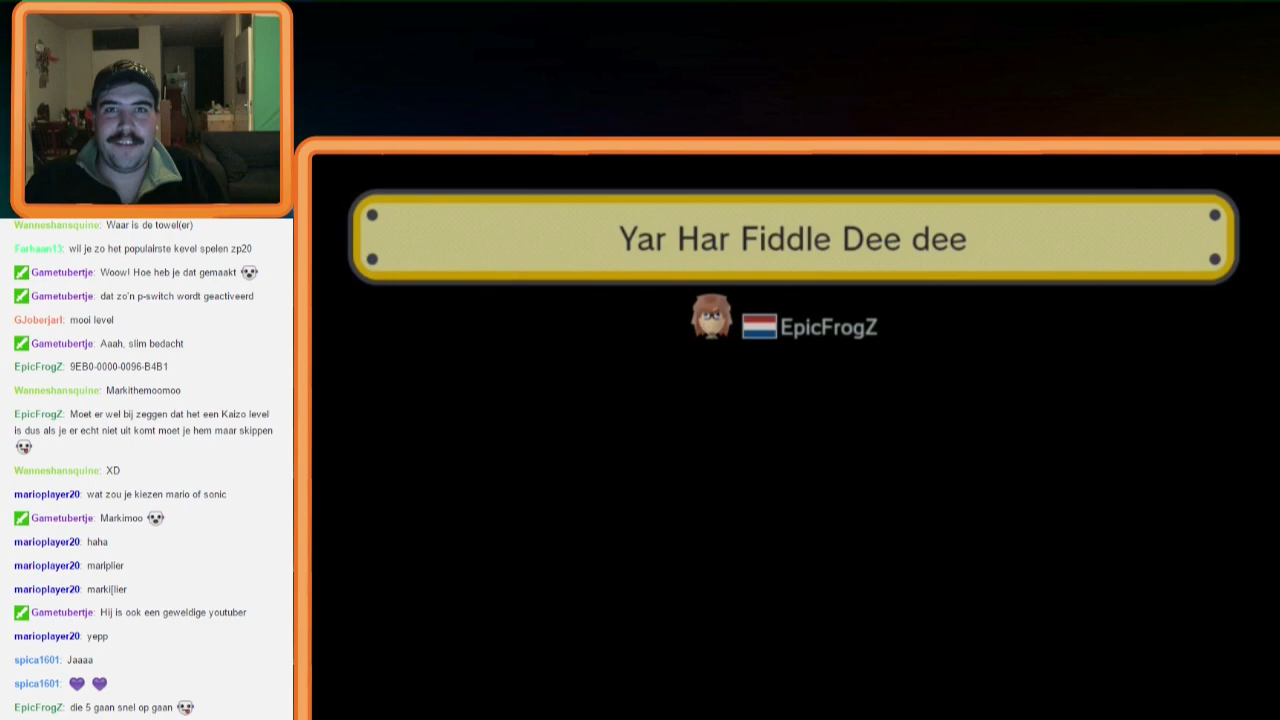 Wanneshansquine: Waar is de towel(er)
Farhaan13: wil je zo het populairste kevel spelen zp20
Gametubertje: Woow! Hoe heb je dat gemaakt
Gametubertje: dat zo'n p-switch wordt geactiveerd
GJoberjarl: mooi level
Gametubertje: Aaah, slim bedacht
EpicFrogZ: 9EB0-0000-0096-B4B1
Wanneshansquine: Markithemoomoo
EpicFrogZ: Moet er wel bij zeggen dat het een Kaizo level
is dus als je er echt niet uit komt moet je hem maar skippen
Wanneshansquine: XD
marioplayer20: wat zou je kiezen mario of sonic
Gametubertje: Markimoo
marioplayer20: haha
marioplayer20: marlplier
marioplayer20: marki[lier
Gametubertje: Hij is ook een geweldige youtuber
marioplayer20: yepp
spica1601: Jaaaa
spica1601:
EpicFrogZ: die 5 gaan snel op gaan
Yar Har Fiddle Dee dee
EpicFrogZ